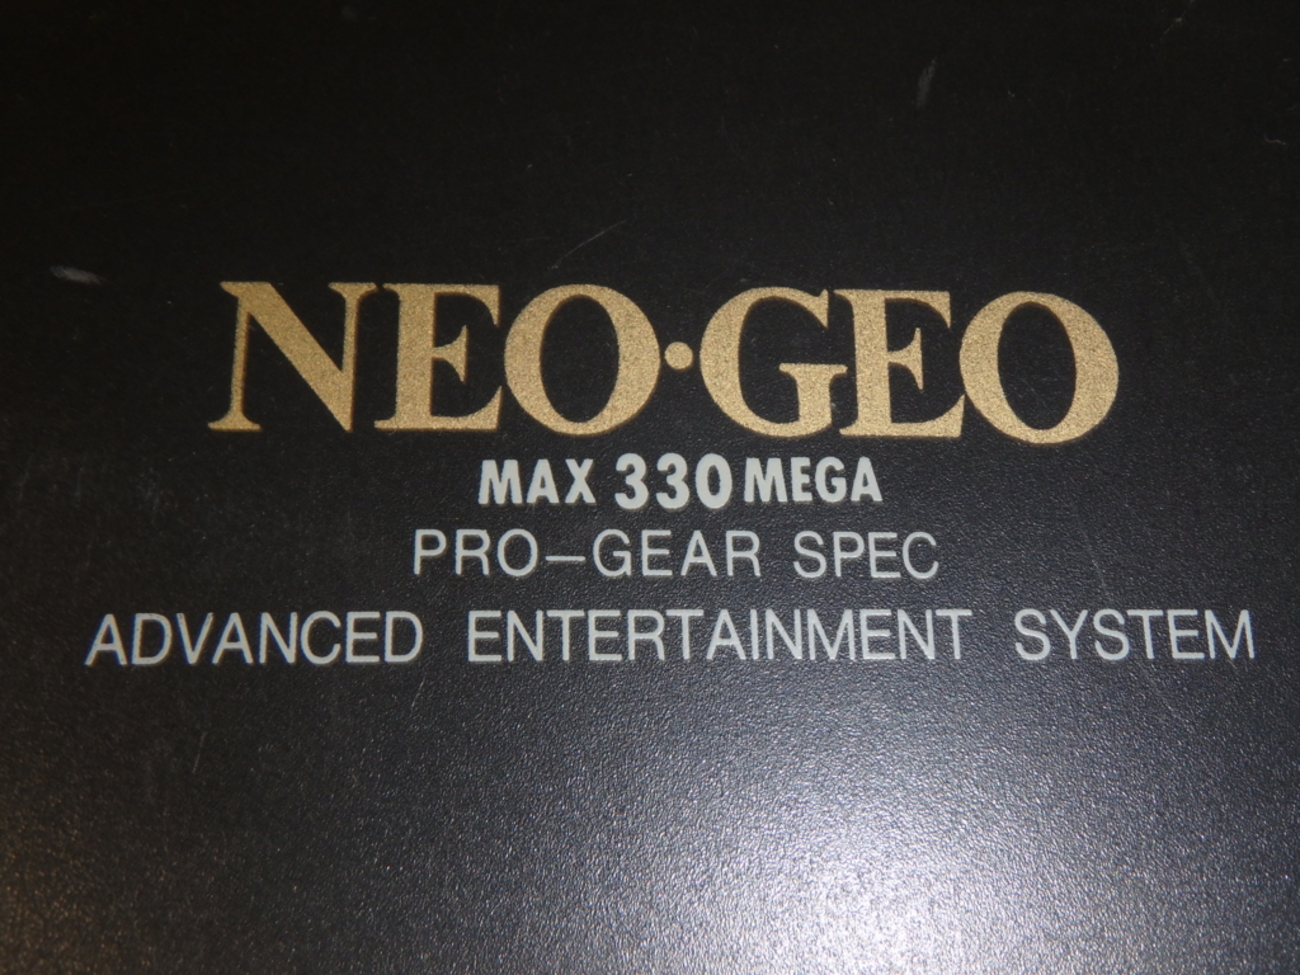 NEO·GEO
MAX 330 MEGA
PRO-GEAR SPEC
ADVANCED ENTERTAINMENT SYSTEM